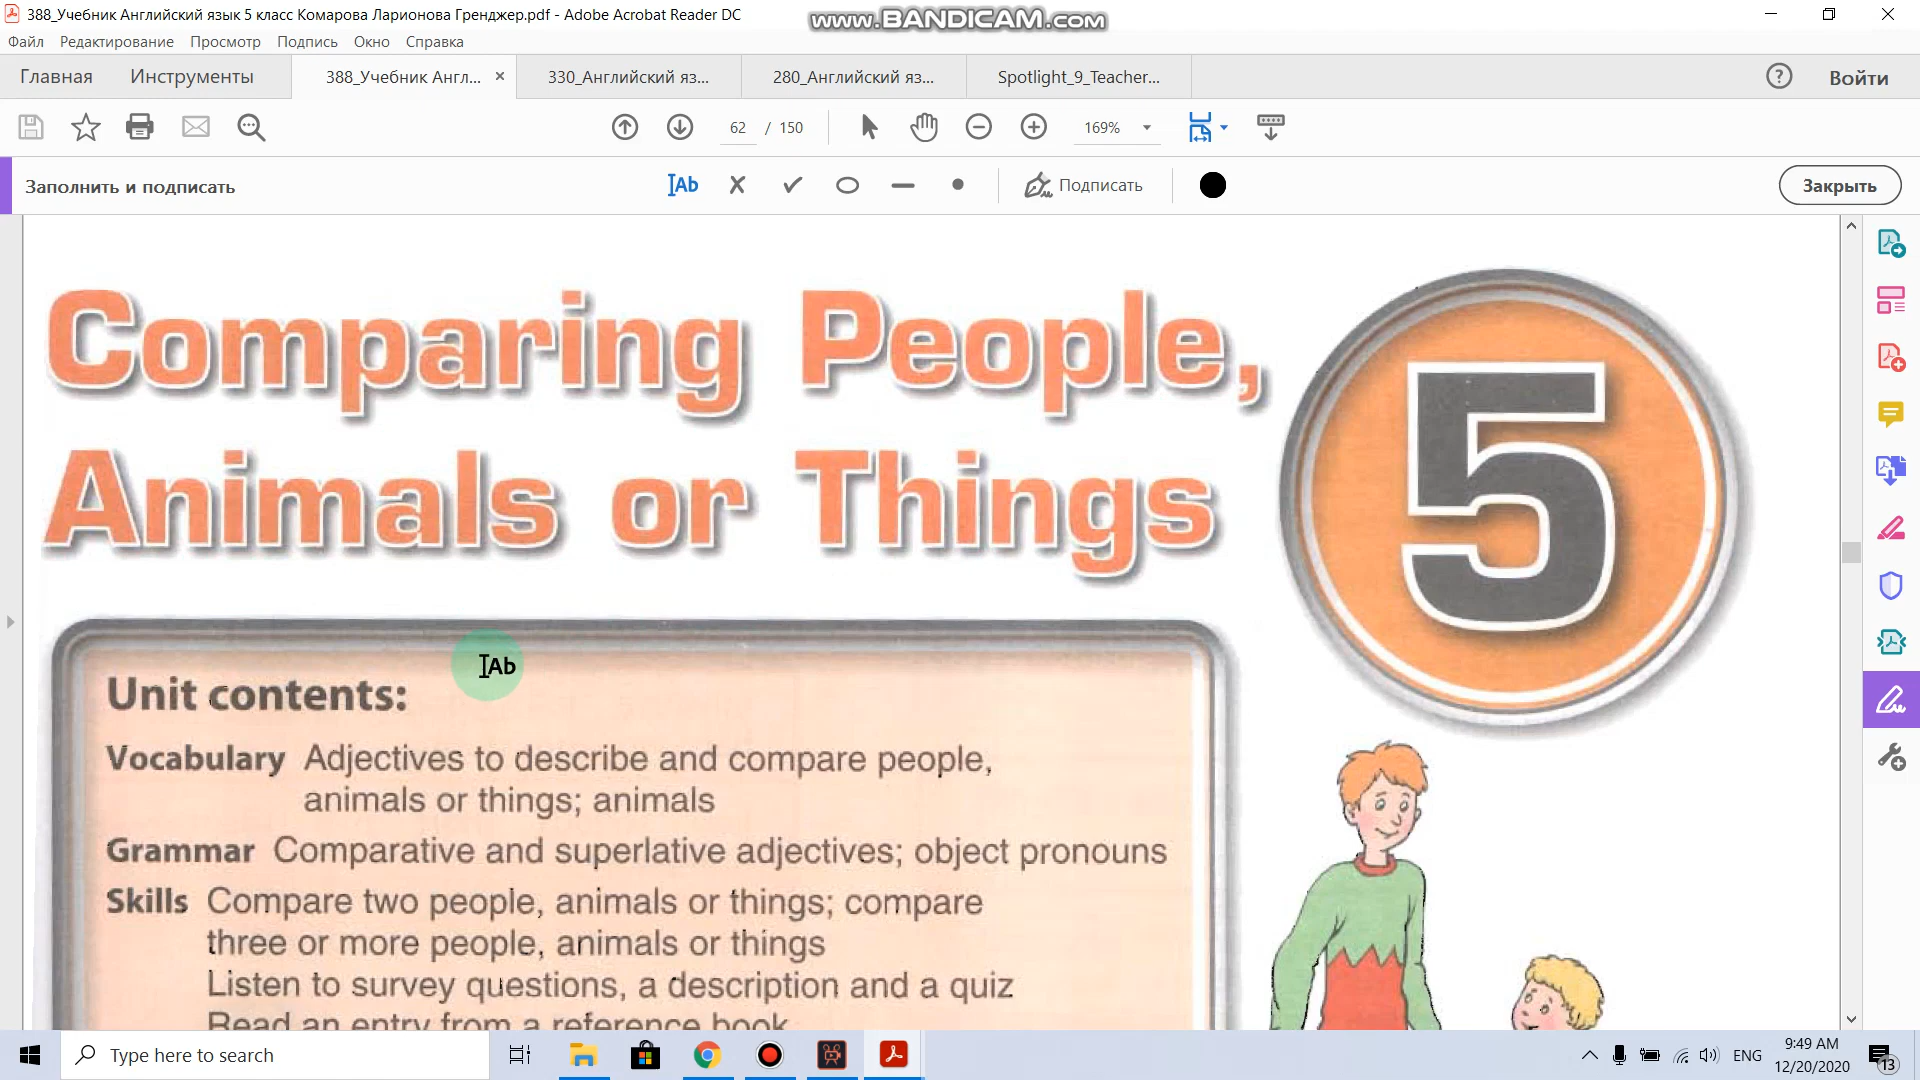 388_Учебник Английский язык 5 класс Комарова Ларионова Гренджер.pdf - Adobe Acrobat Reader DC
www.BANDICAM.com
Файл Редактирование Просмотр Подпись Окно Справка
Главная Инструменты 388_Учебник Англ... 330_Английский яз... 280_Английский яз... Spotlight_9_Teacher... Войти
62 / 150 169%
Заполнить и подписать Ab Подписать Закрыть
Comparing People,
Animals or Things
5
Ab
Unit contents:
Vocabulary Adjectives to describe and compare people,
animals or things; animals
Grammar Comparative and superlative adjectives; object pronouns
Skills Compare two people, animals or things; compare
three or more people, animals or things
Listen to survey questions, a description and a quiz
Read an entry from a reference book
Type here to search
ENG
9:49 AM
12/20/2020
13